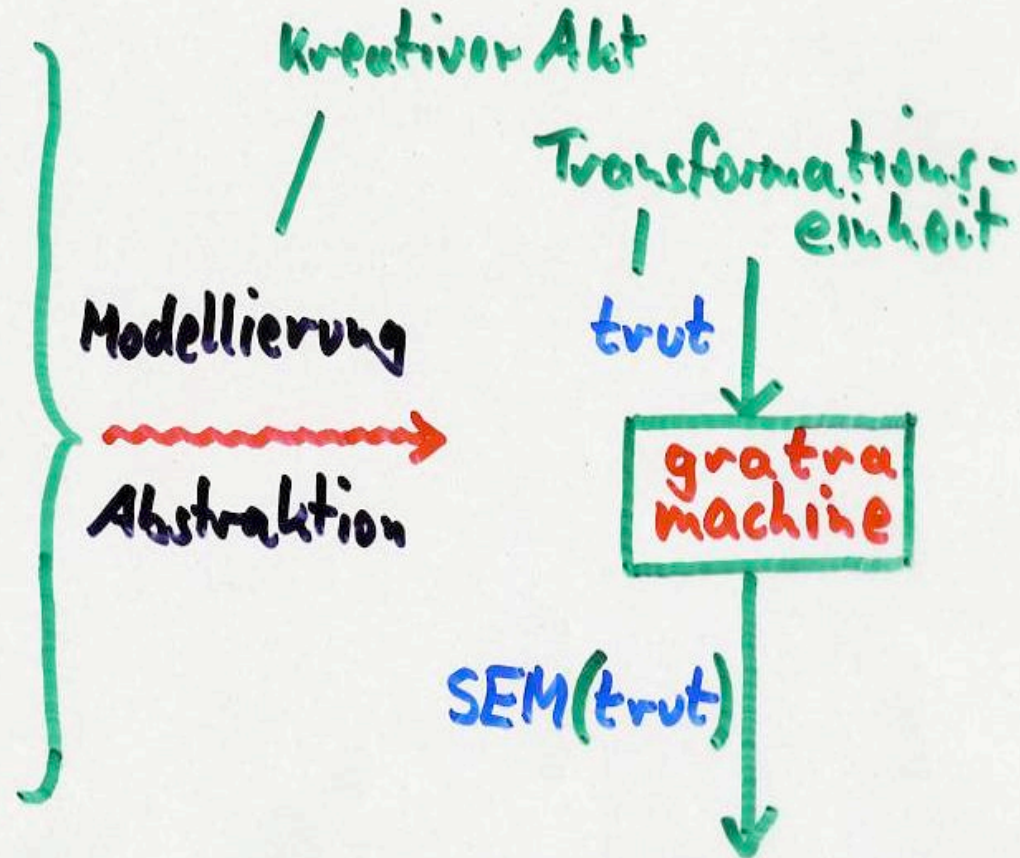 Kreativer Akt
Transformations-
einheit
Modellierung
trut
gratra
machine
Abstraktion
SEM(trut)